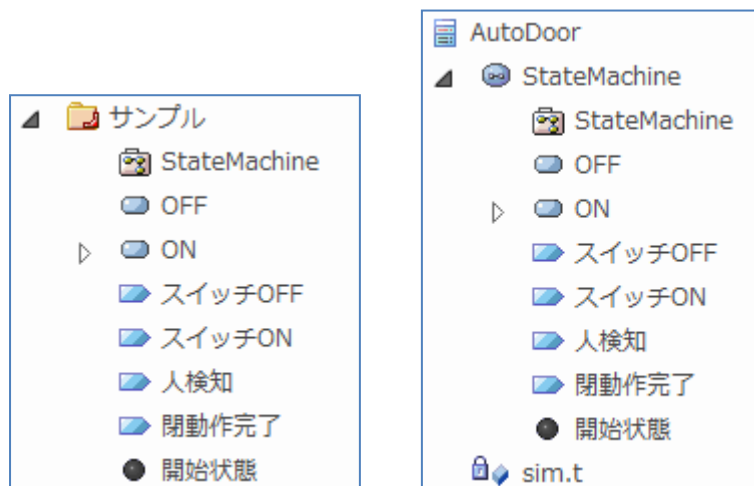 サンプル
StateMachine
OFF
ON
スイッチOFF
スイッチON
人検知
閉動作完了
開始状態
AutoDoor
StateMachine
StateMachine
OFF
ON
スイッチOFF
スイッチON
人検知
閉動作完了
開始状態
sim.t